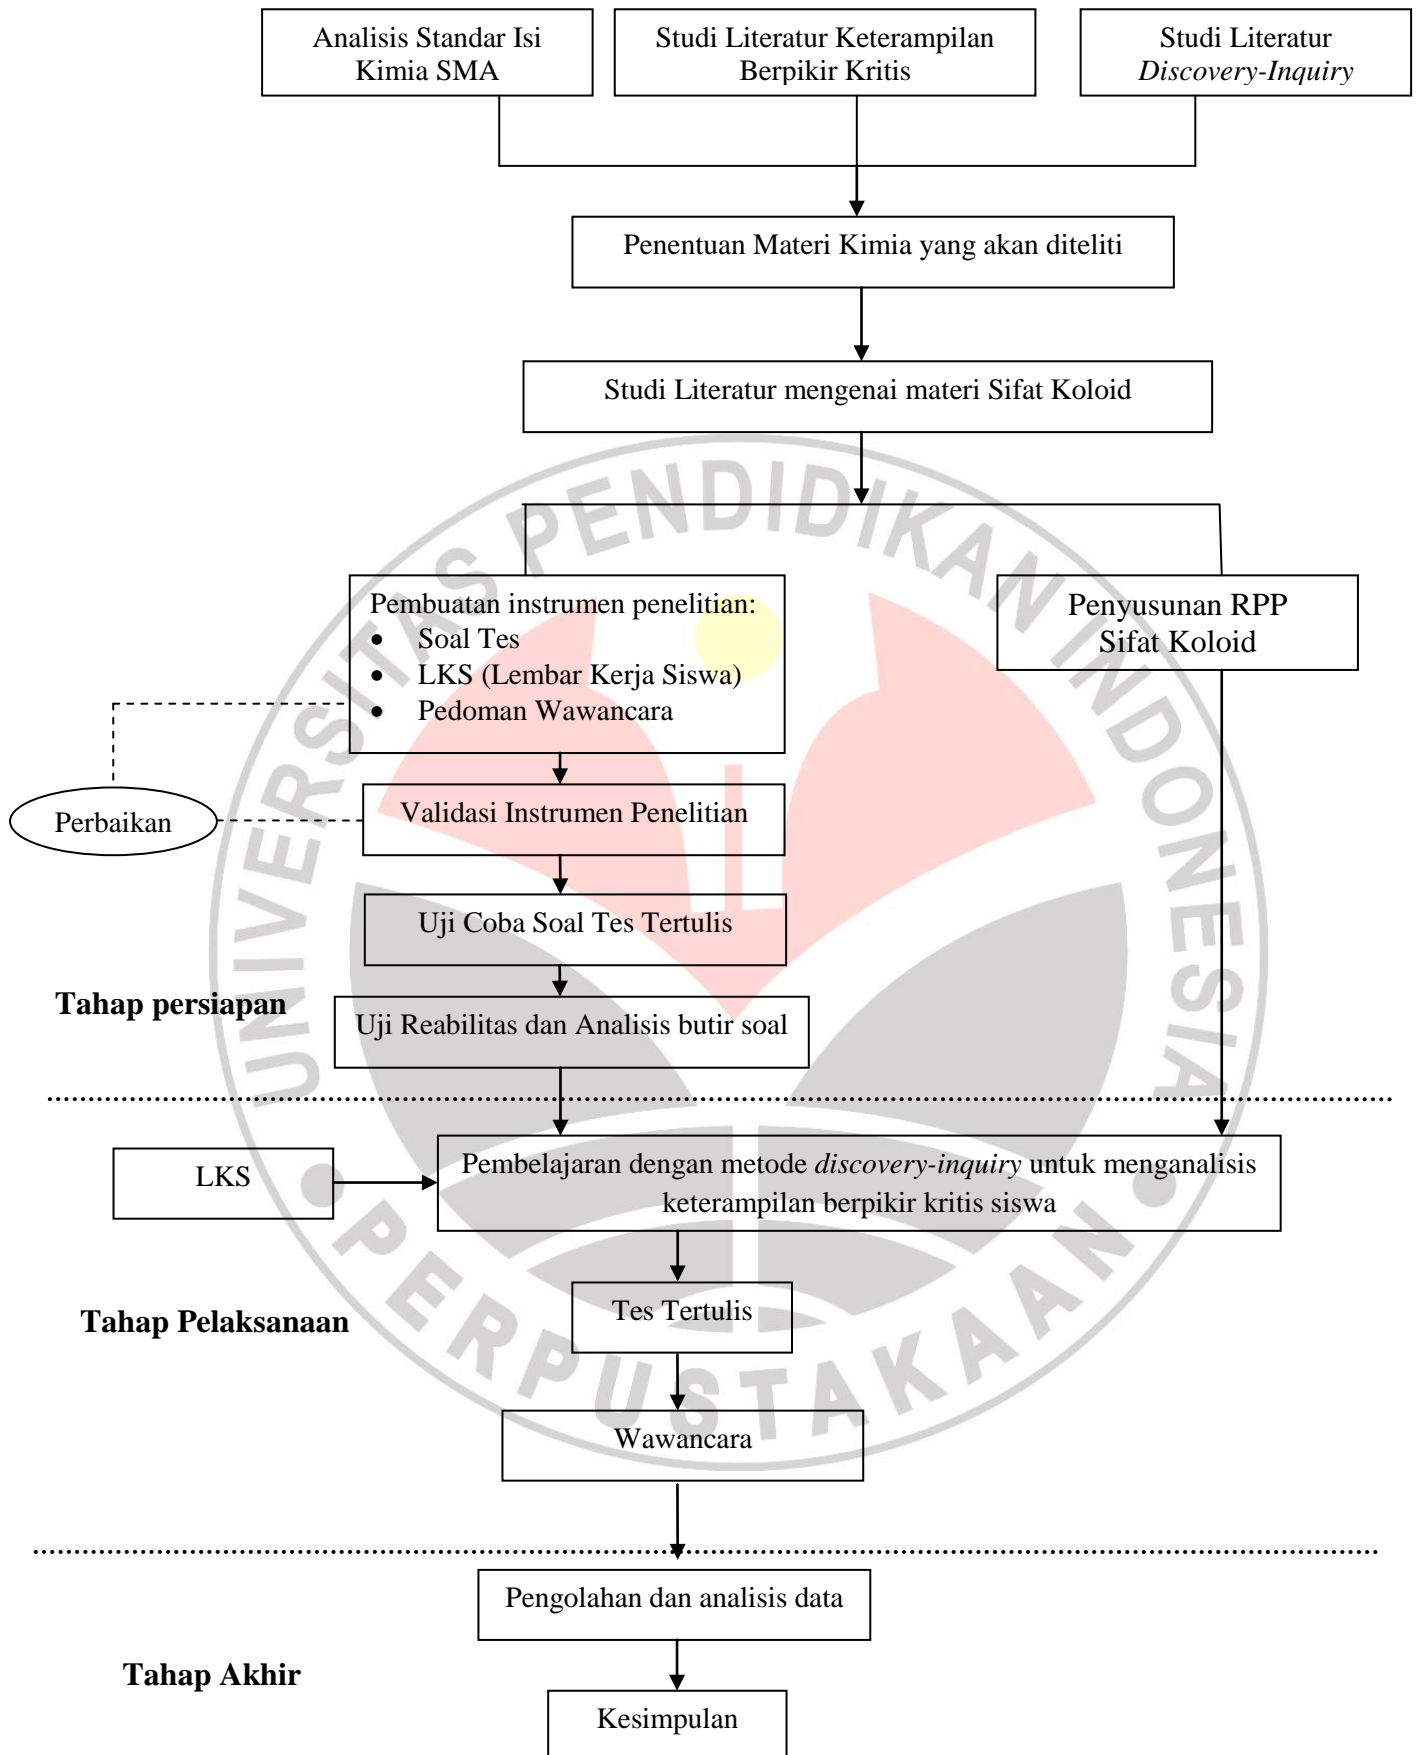 Analisis Standar Isi
Kimia SMA
Studi Literatur Keterampilan
Berpikir Kritis
Studi Literatur
Discovery-Inquiry
Penentuan Materi Kimia yang akan diteliti
Studi Literatur mengenai materi Sifat Koloid
Pembuatan instrumen penelitian:
• Soal Tes
• LKS (Lembar Kerja Siswa)
• Pedoman Wawancara
Penyusunan RPP
Sifat Koloid
Perbaikan
Validasi Instrumen Penelitian
Uji Coba Soal Tes Tertulis
Tahap persiapan
Uji Reabilitas dan Analisis butir soal
LKS
Pembelajaran dengan metode discovery-inquiry untuk menganalisis
keterampilan berpikir kritis siswa
Tahap Pelaksanaan
Tes Tertulis
Wawancara
Pengolahan dan analisis data
Tahap Akhir
Kesimpulan
UNIVERSITAS PENDIDIKAN INDONESIA
PERPUSTAKAAN